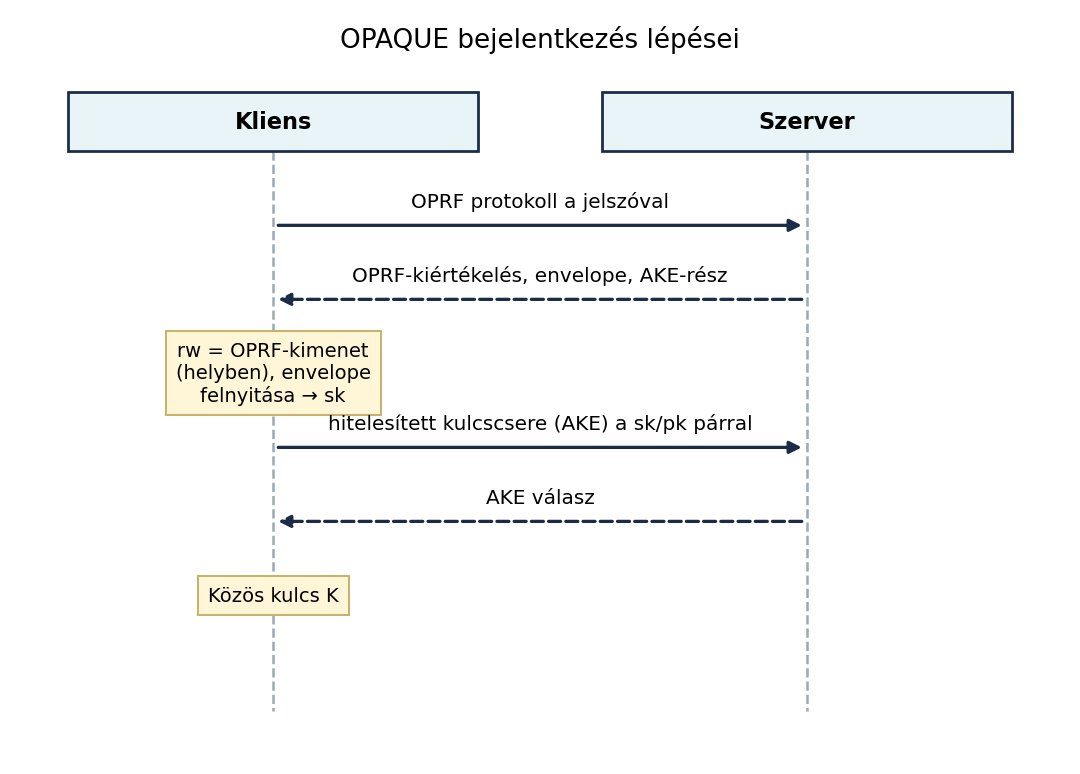 OPAQUE bejelentkezés lépései
Kliens
Szerver
OPRF protokoll a jelszóval
OPRF-kiértékelés, envelope, AKE-rész
rw = OPRF-kimenet
(helyben), envelope
felnyitása → sk
hitelesített kulcscsere (AKE) a sk/pk párral
AKE válasz
Közös kulcs K